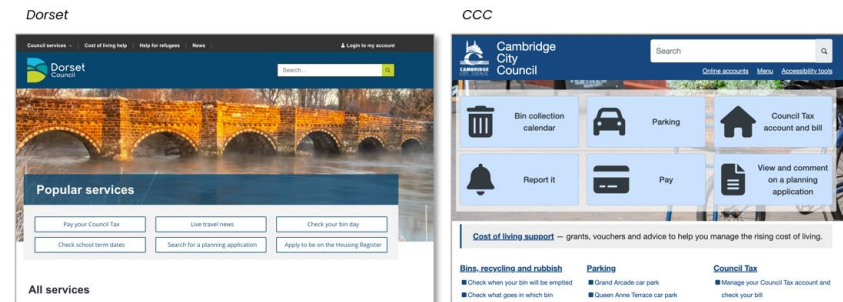 Dorset
Council services
Cost of living help
Help for refugees
News
Login to my account
Dorset
Council
Search...
Popular services
Pay your Council Tax
Live travel news
Check your bin day
Check school term dates
Search for a planning application
Apply to be on the Housing Register
All services
CCC
CAMBRIDGE
CITY COUNCIL
Cambridge
City
Council
Search
Online accounts
Menu
Accessibility tools
Bin collection
calendar
Parking
Council Tax
account and bill
Report it
Pay
View and comment
on a planning
application
Cost of living support — grants, vouchers and advice to help you manage the rising cost of living.
Bins, recycling and rubbish
Check when your bin will be emptied
Check what goes in which bin
Parking
Grand Arcade car park
Queen Anne Terrace car park
Council Tax
Manage your Council Tax account and
check your bill